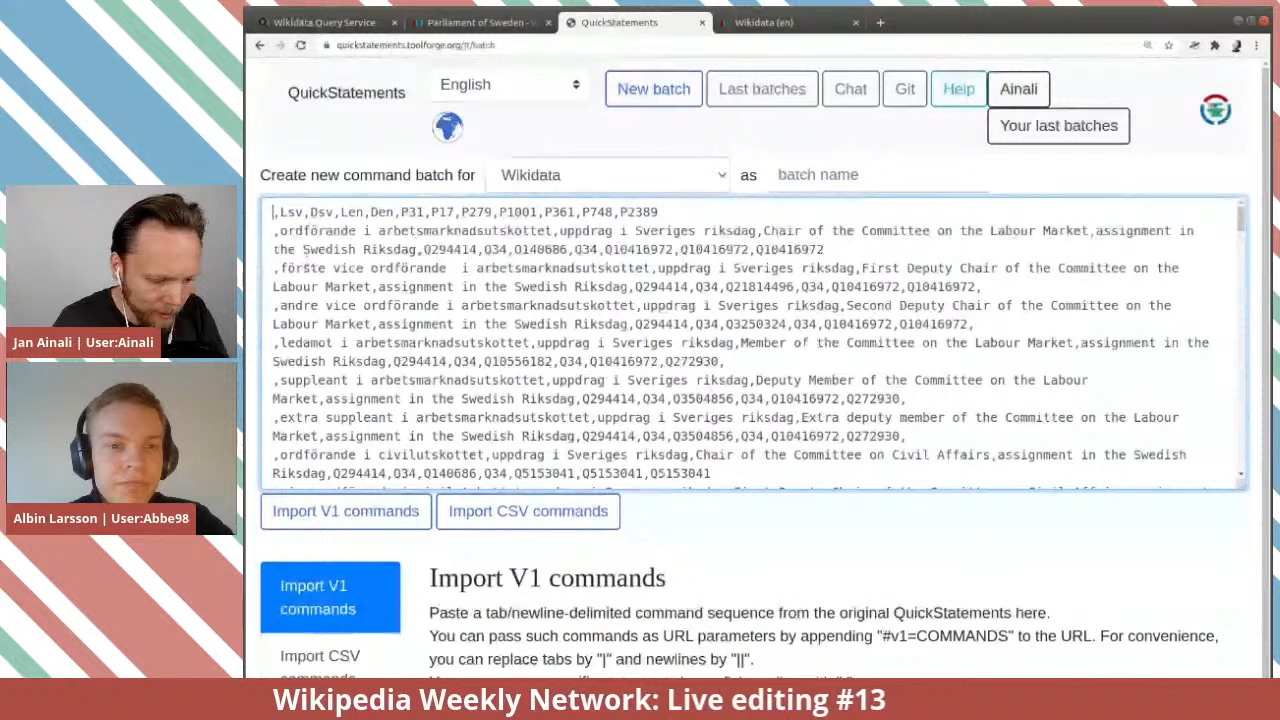 Wikidata Query Service
Parliament of Sweden -
QuickStatements
Wikidata (en)
quickstatements.toolforge.org/#/batch
QuickStatements
English
New batch
Last batches
Chat
Git
Help
Ainali
Your last batches
Create new command batch for
Wikidata
as
batch name
,Lsv,Dsv,Len,Den,P31,P17,P279,P1001,P361,P748,P2389
,ordförande i arbetsmarknadsutskottet,uppdrag i Sveriges riksdag,Chair of the Committee on the Labour Market,assignment in
the Swedish Riksdag,Q294414,Q34,Q140686,Q34,Q10416972,Q10416972,Q10416972
,förste vice ordförande  i arbetsmarknadsutskottet,uppdrag i Sveriges riksdag,First Deputy Chair of the Committee on the
Labour Market,assignment in the Swedish Riksdag,Q294414,Q34,Q21814496,Q34,Q10416972,Q10416972,
,andre vice ordförande i arbetsmarknadsutskottet,uppdrag i Sveriges riksdag,Second Deputy Chair of the Committee on the
Labour Market,assignment in the Swedish Riksdag,Q294414,Q34,Q3250324,Q34,Q10416972,Q10416972,
,ledamot i arbetsmarknadsutskottet,uppdrag i Sveriges riksdag,Member of the Committee on the Labour Market,assignment in the
Swedish Riksdag,Q294414,Q34,Q10556182,Q34,Q10416972,Q272930,
,suppleant i arbetsmarknadsutskottet,uppdrag i Sveriges riksdag,Deputy Member of the Committee on the Labour
Market,assignment in the Swedish Riksdag,Q294414,Q34,Q3504856,Q34,Q10416972,Q272930,
,extra suppleant i arbetsmarknadsutskottet,uppdrag i Sveriges riksdag,Extra deputy member of the Committee on the Labour
Market,assignment in the Swedish Riksdag,Q294414,Q34,Q3504856,Q34,Q10416972,Q272930,
,ordförande i civilutskottet,uppdrag i Sveriges riksdag,Chair of the Committee on Civil Affairs,assignment in the Swedish
Riksdag,Q294414,Q34,Q140686,Q34,Q5153041,Q5153041,Q5153041
Import V1 commands
Import CSV commands
Import V1
commands
Import CSV
Import V1 commands
Paste a tab/newline-delimited command sequence from the original QuickStatements here.
You can pass such commands as URL parameters by appending "#v1=COMMANDS" to the URL. For convenience,
you can replace tabs by "|" and newlines by "||".
Jan Ainali | User:Ainali
Albin Larsson | User:Abbe98
Wikipedia Weekly Network: Live editing #13